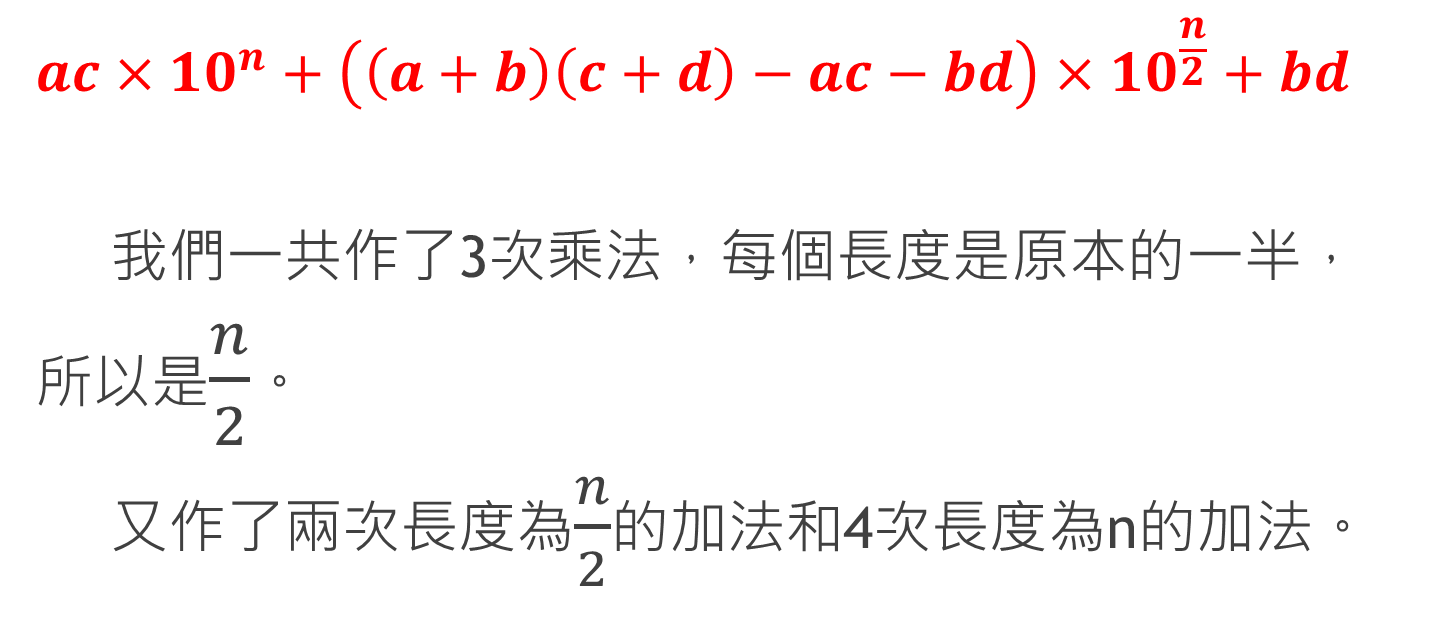 ac × 10^n + ((a + b)(c + d) − ac − bd) × 10^(n/2) + bd
我們一共作了3次乘法，每個長度是原本的一半，
所以是n/2。
又作了兩次長度為n/2的加法和4次長度為n的加法。